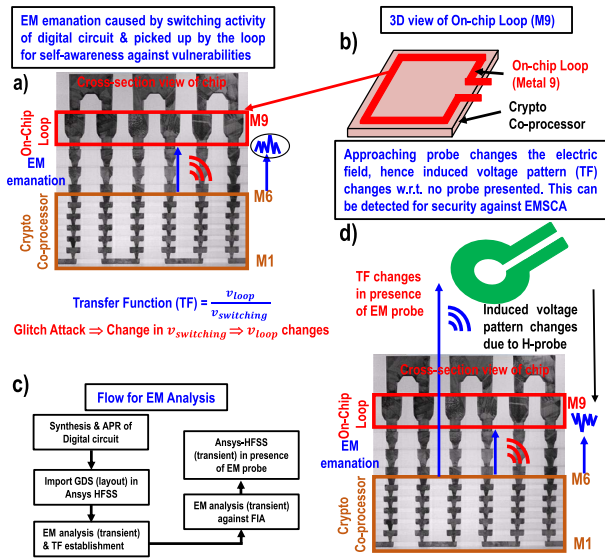 EM emanation caused by switching activity
of digital circuit & picked up by the loop
for self-awareness against vulnerabilities
a)
Cross-section view of chip
On-Chip
Loop
M9
EM
emanation
M6
Crypto
Co-processor
M1
Transfer Function (TF) = v_loop / v_switching
Glitch Attack ⇒ Change in v_switching ⇒ v_loop changes
3D view of On-chip Loop (M9)
b)
On-chip Loop
(Metal 9)
Crypto
Co-processor
Approaching probe changes the electric
field, hence induced voltage pattern (TF)
changes w.r.t. no probe presented. This can
be detected for security against EMSCA
c)
Flow for EM Analysis
Synthesis & APR of
Digital circuit
Import GDS (layout) in
Ansys HFSS
EM analysis (transient)
& TF establishment
EM analysis (transient)
against FIA
Ansys-HFSS
(transient) in presence
of EM probe
d)
TF changes
in presence
of EM probe
Induced voltage
pattern changes
due to H-probe
Cross-section view of chip
On-Chip
Loop
M9
EM
emanation
M6
Crypto
Co-processor
M1